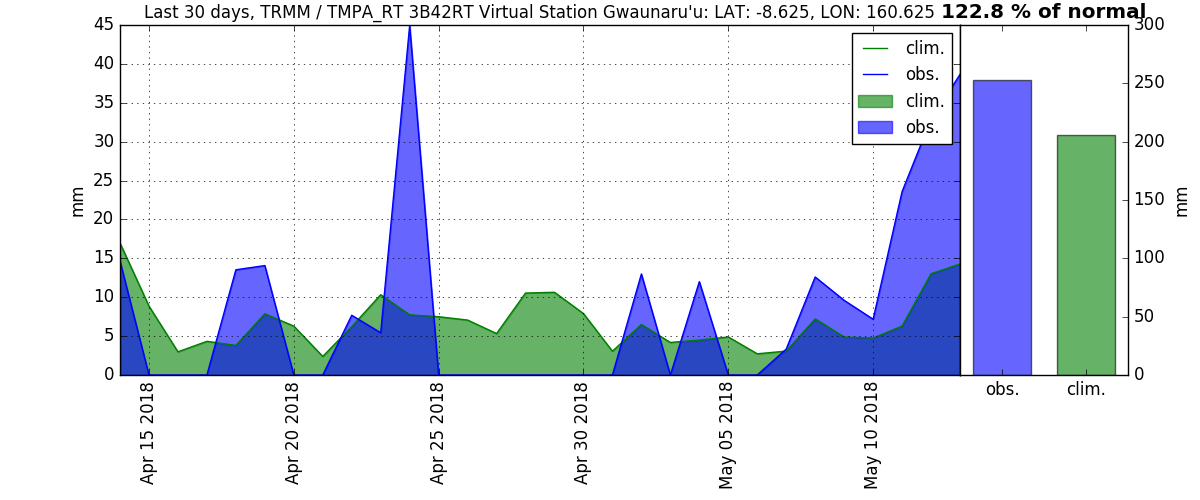 Last 30 days, TRMM / TMPA_RT 3B42RT Virtual Station Gwaunaru'u: LAT: -8.625, LON: 160.625 122.8 % of normal
45
40
35
30
25
20
15
10
5
0
mm
clim.
obs.
clim.
obs.
Apr 15 2018
Apr 20 2018
Apr 25 2018
Apr 30 2018
May 05 2018
May 10 2018
300
250
200
150
100
50
0
mm
obs.
clim.